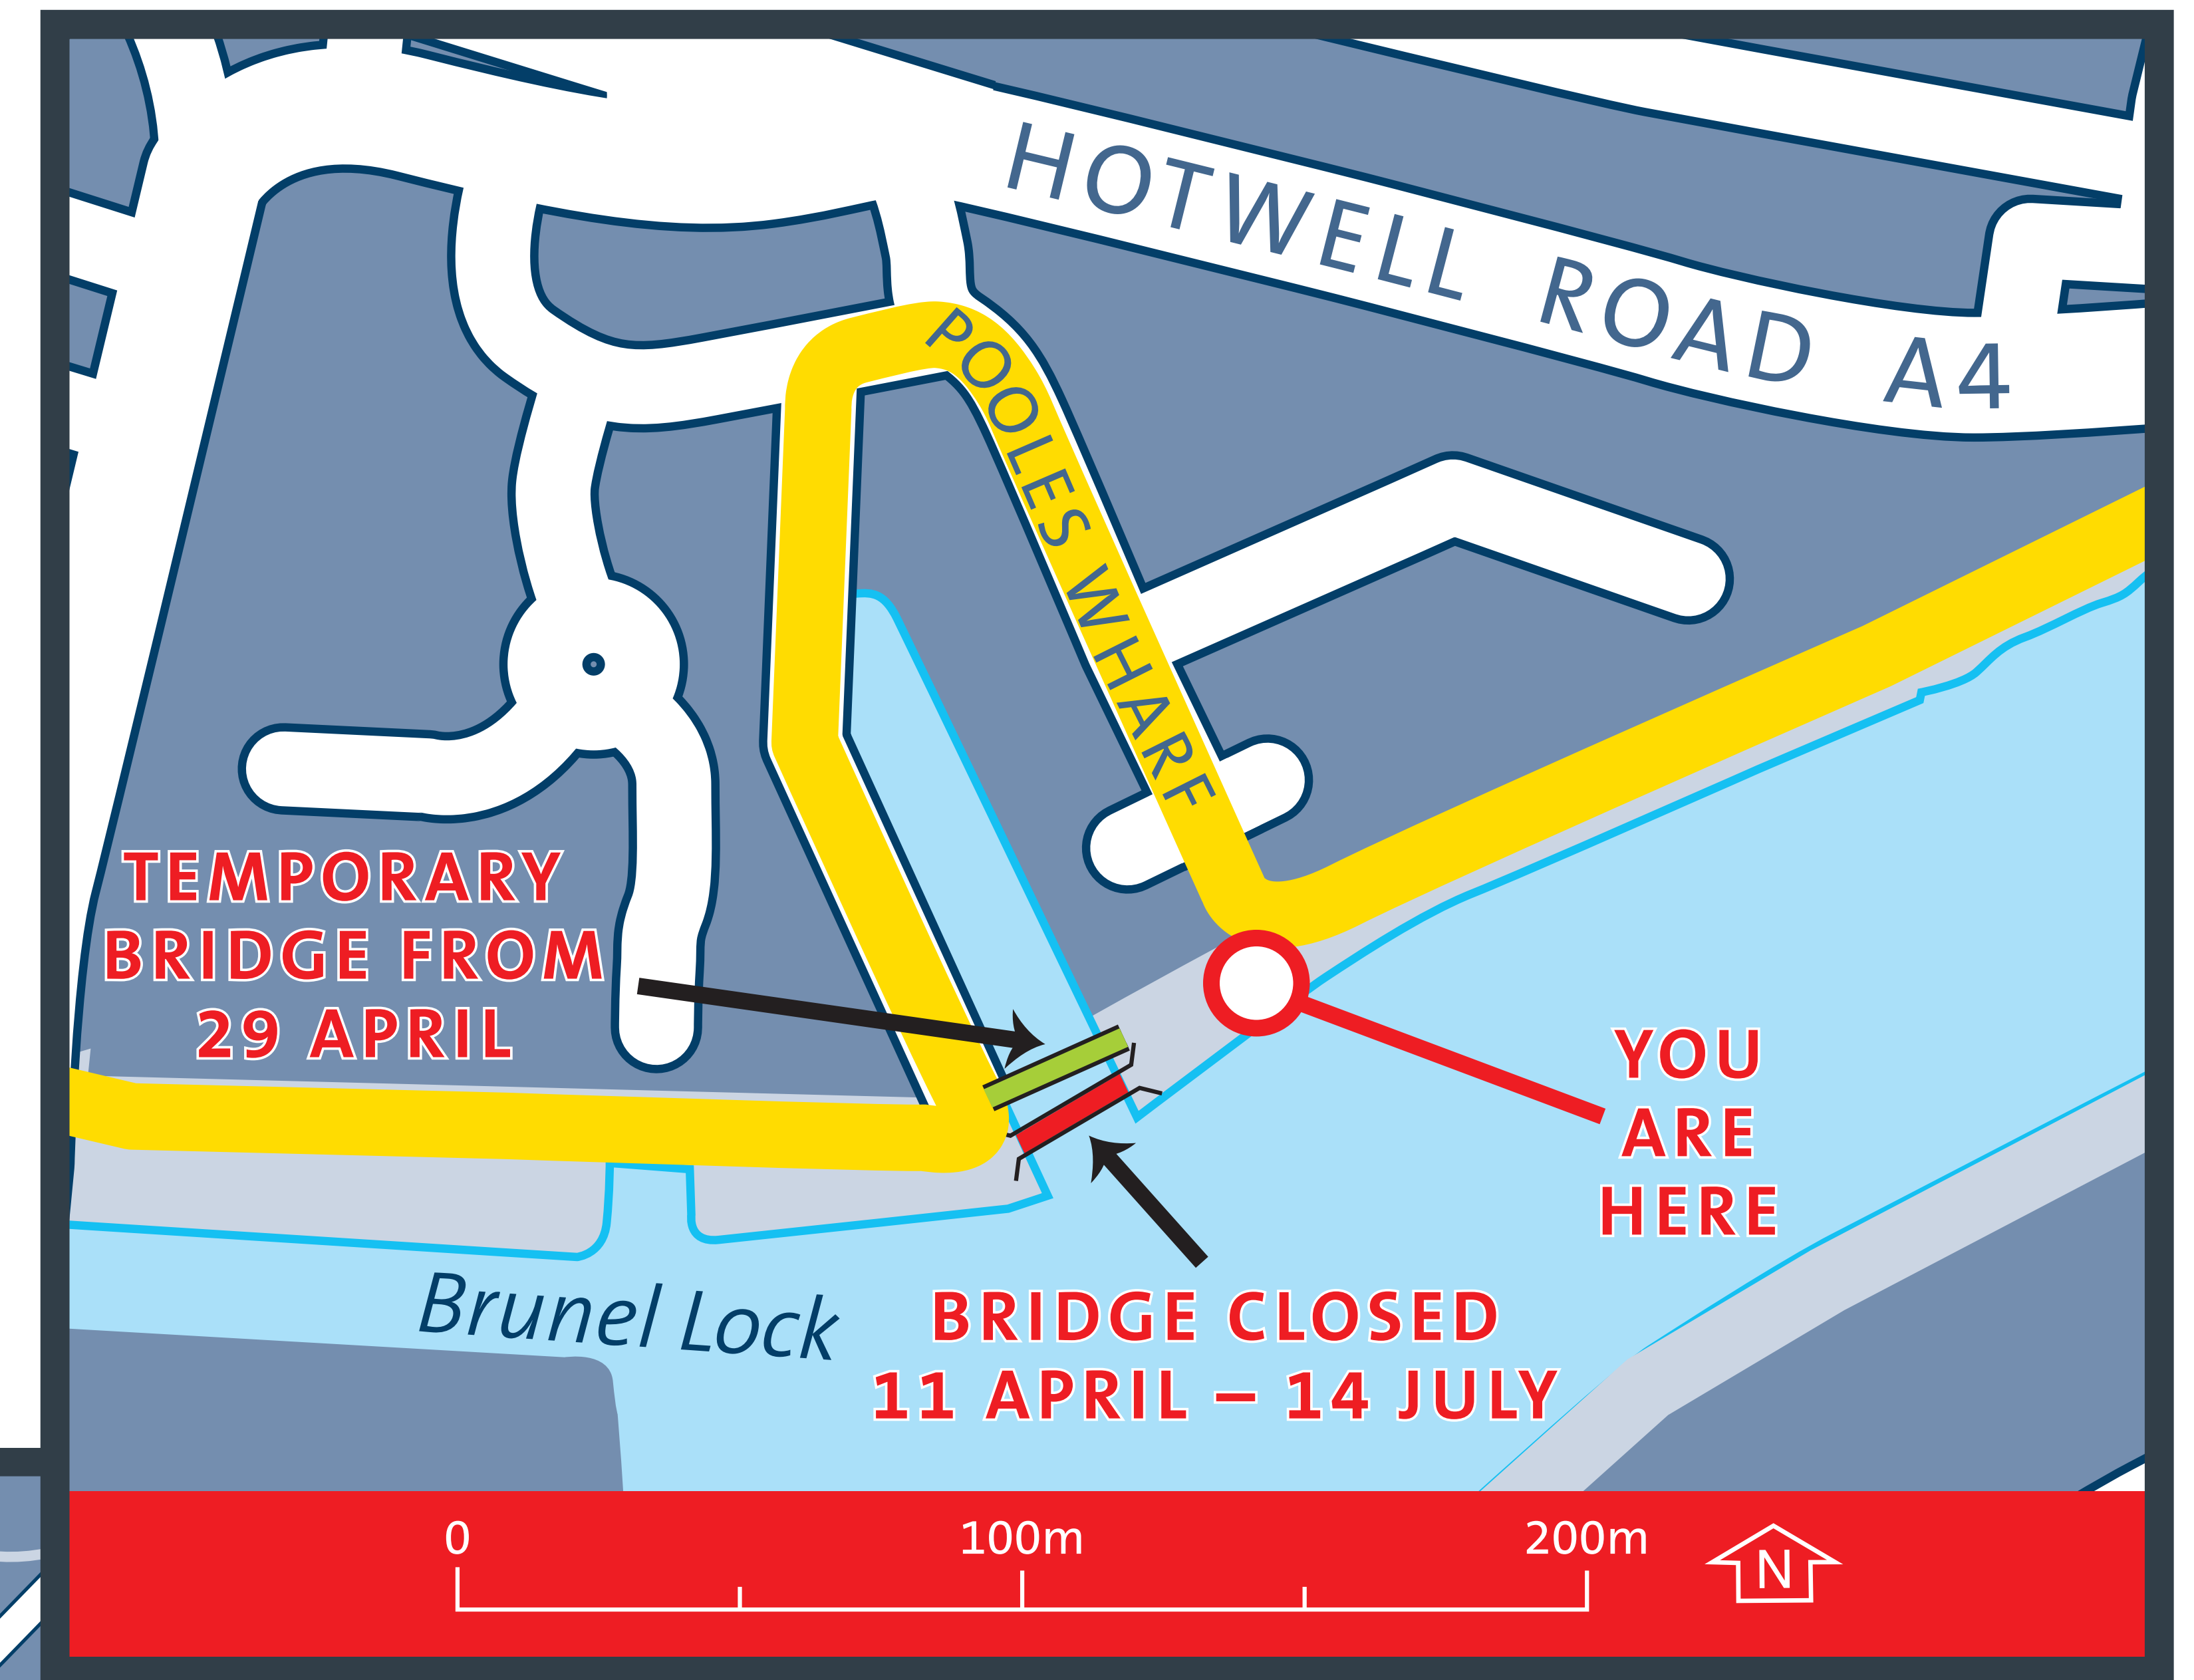 HOTWELL ROAD A4
POOLES WHARF
TEMPORARY
BRIDGE FROM
29 APRIL
YOU
ARE
HERE
Brunel Lock
BRIDGE CLOSED
11 APRIL – 14 JULY
0 100m 200m
N